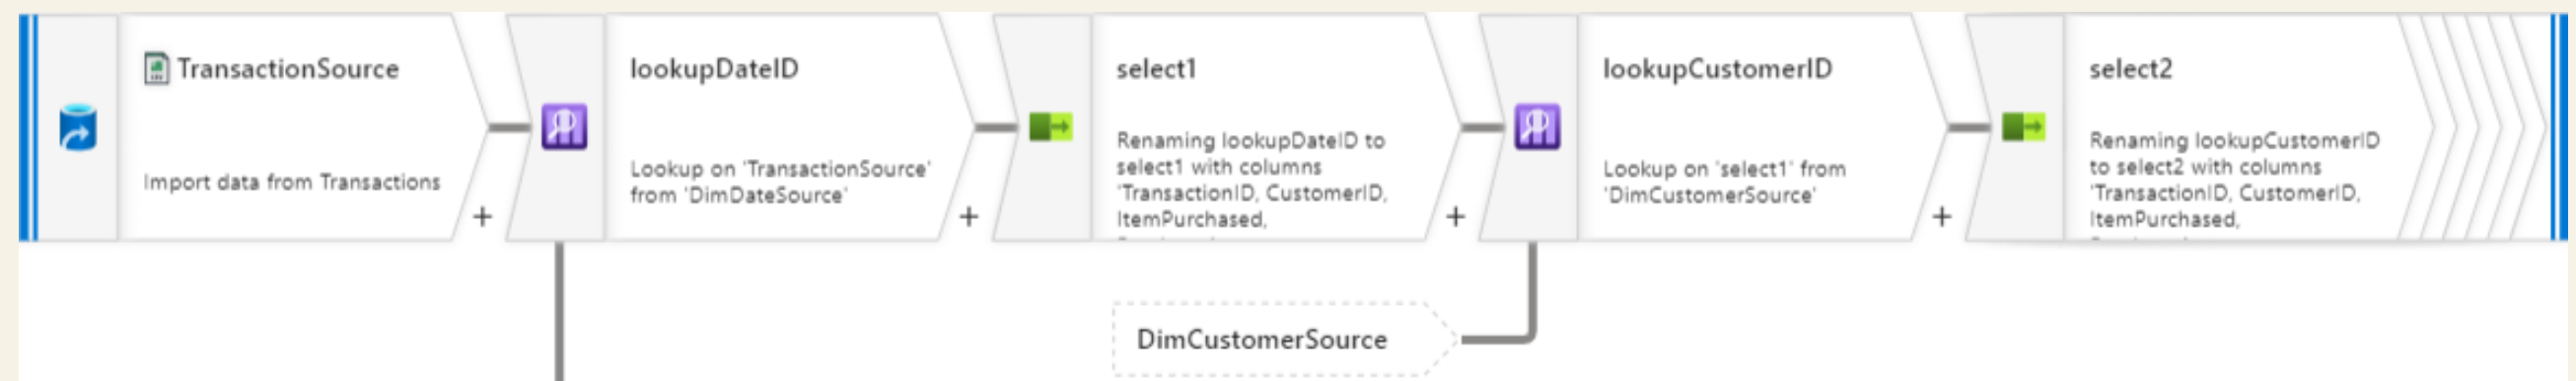 TransactionSource
Import data from Transactions
+
lookupDateID
Lookup on 'TransactionSource'
from 'DimDateSource'
+
select1
Renaming lookupDateID to
select1 with columns
'TransactionID, CustomerID,
ItemPurchased,
+
lookupCustomerID
Lookup on 'select1' from
'DimCustomerSource'
+
select2
Renaming lookupCustomerID
to select2 with columns
'TransactionID, CustomerID,
ItemPurchased,
DimCustomerSource